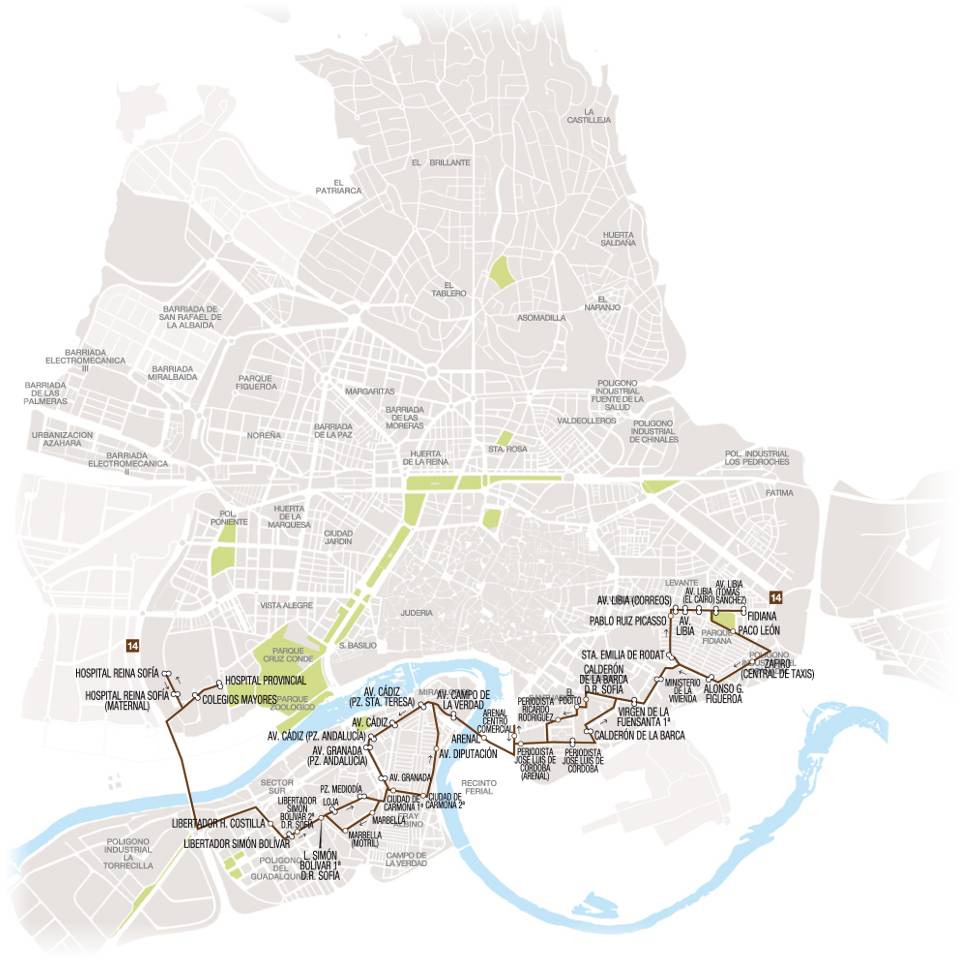 LA
CASTILLEJA
EL BRILLANTE
EL
PATRIARCA
HUERTA
SALDAÑA
EL
TABLERO
EL
NARANJO
ASOMADILLA
BARRIADA DE
SAN RAFAEL DE
LA ALBAIDA
BARRIADA
ELECTROMECANICA
III
BARRIADA
MIRALBAIDA
PARQUE
FIGUEROA
BARRIADA
DE LAS
PALMERAS
MARGARITAS
POLIGONO
INDUSTRIAL
FUENTE DE LA
SALUD
BARRIADA
DE LAS
MORERAS
VALDEOLLEROS
POLIGONO
INDUSTRIAL
DE CHINALES
URBANIZACION
AZAHARA
NOREÑA
BARRIADA
DE LA PAZ
STA. ROSA
BARRIADA
ELECTROMECANICA
II
HUERTA
DE LA REINA
POL. INDUSTRIAL
LOS PEDROCHES
FATIMA
POL.
PONIENTE
HUERTA
DE LA
MARQUESA
CIUDAD
JARDIN
LEVANTE
AV. LIBIA
(TOMAS
SANCHEZ)
AV. LIBIA
(EL CAIRO)
AV. LIBIA (CORREOS)
14
VISTA ALEGRE
JUDERIA
FIDIANA
PABLO RUIZ PICASSO
AV.
LIBIA
PACO LEÓN
PARQUE
FIDIANA
14
S. BASILIO
PARQUE
CRUZ CONDE
STA. EMILIA DE RODAT
POLIGONO
ZAFIRO
(CENTRAL DE TAXIS)
HOSPITAL REINA SOFÍA
HOSPITAL PROVINCIAL
HOSPITAL REINA SOFÍA
(MATERNAL)
COLEGIOS MAYORES
PARQUE
ZOOLOGICO
CALDERÓN
DE LA BARCA
D.R. SOFÍA
MINISTERIO
DE LA
VIVIENDA
ALONSO G.
FIGUEROA
AV. CÁDIZ
(PZ. STA. TERESA)
AV. CAMPO DE
LA VERDAD
EL
POCITO
PERIODISTA
RICARDO
RODRÍGUEZ
VIRGEN DE LA
FUENSANTA 1ª
AV. CÁDIZ
AV. CÁDIZ (PZ. ANDALUCÍA)
ARENAL
CENTRO
COMERCIAL
ARENAL
CALDERÓN DE LA BARCA
AV. GRANADA
(PZ. ANDALUCÍA)
AV. DIPUTACIÓN
PERIODISTA
JOSÉ LUIS DE
CÓRDOBA
(ARENAL)
PERIODISTA
JOSÉ LUIS DE
CÓRDOBA
SECTOR
SUR
AV. GRANADA
RECINTO
FERIAL
PZ. MEDIODÍA
LIBERTADOR
SIMÓN
BOLÍVAR 2ª
D.R. SOFÍA
LOJA
CIUDAD DE
CARMONA 1ª
CIUDAD DE
CARMONA 2ª
FRAY
ALBINO
LIBERTADOR H. COSTILLA
MARBELLA
MARBELLA
(MOTRIL)
LIBERTADOR SIMÓN BOLÍVAR
POLIGONO
INDUSTRIAL
LA
TORRECILLA
L. SIMÓN
BOLIVAR 1ª
D.R. SOFÍA
POLIGONO
DEL
GUADALQUIVIR
CAMPO DE
LA VERDAD